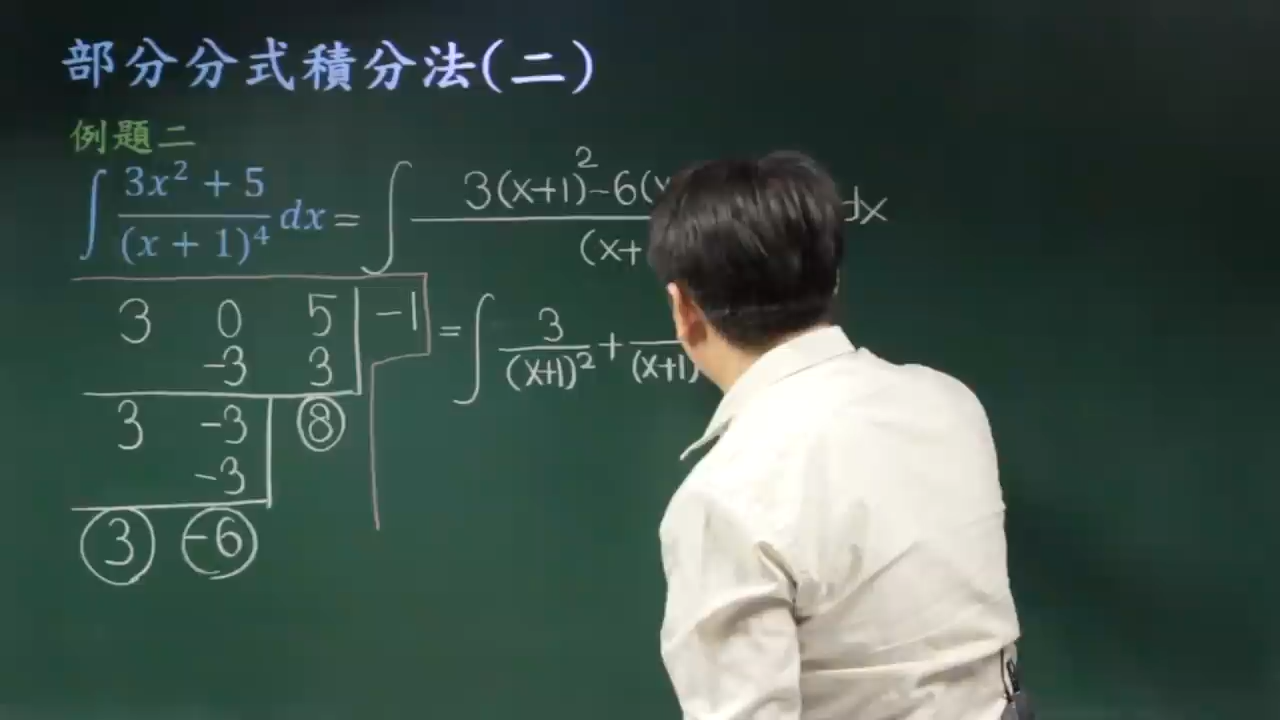 部分分式積分法(二)
例題二
∫ 3x² + 5 / (x + 1)⁴ dx = ∫ 3(x+1)²-6( / (x+ dx
3 0 5 -1
-3 3
= ∫ 3/(x+1)² + /(x+1)
3 -3 8
-3
3 -6